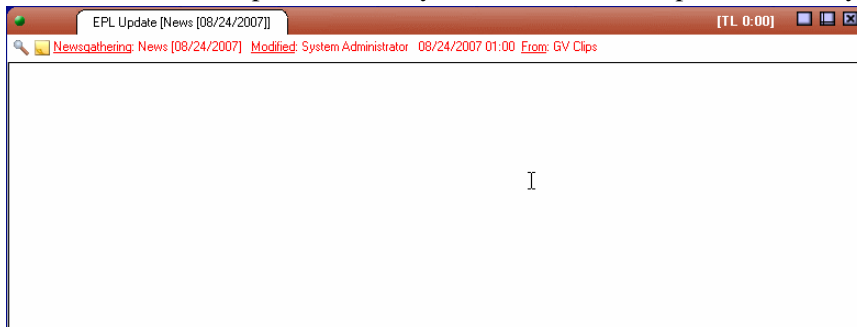 EPL Update [News [08/24/2007]]
[TL 0:00]
Newsgathering: News [08/24/2007] Modified: System Administrator 08/24/2007 01:00 From: GV Clips